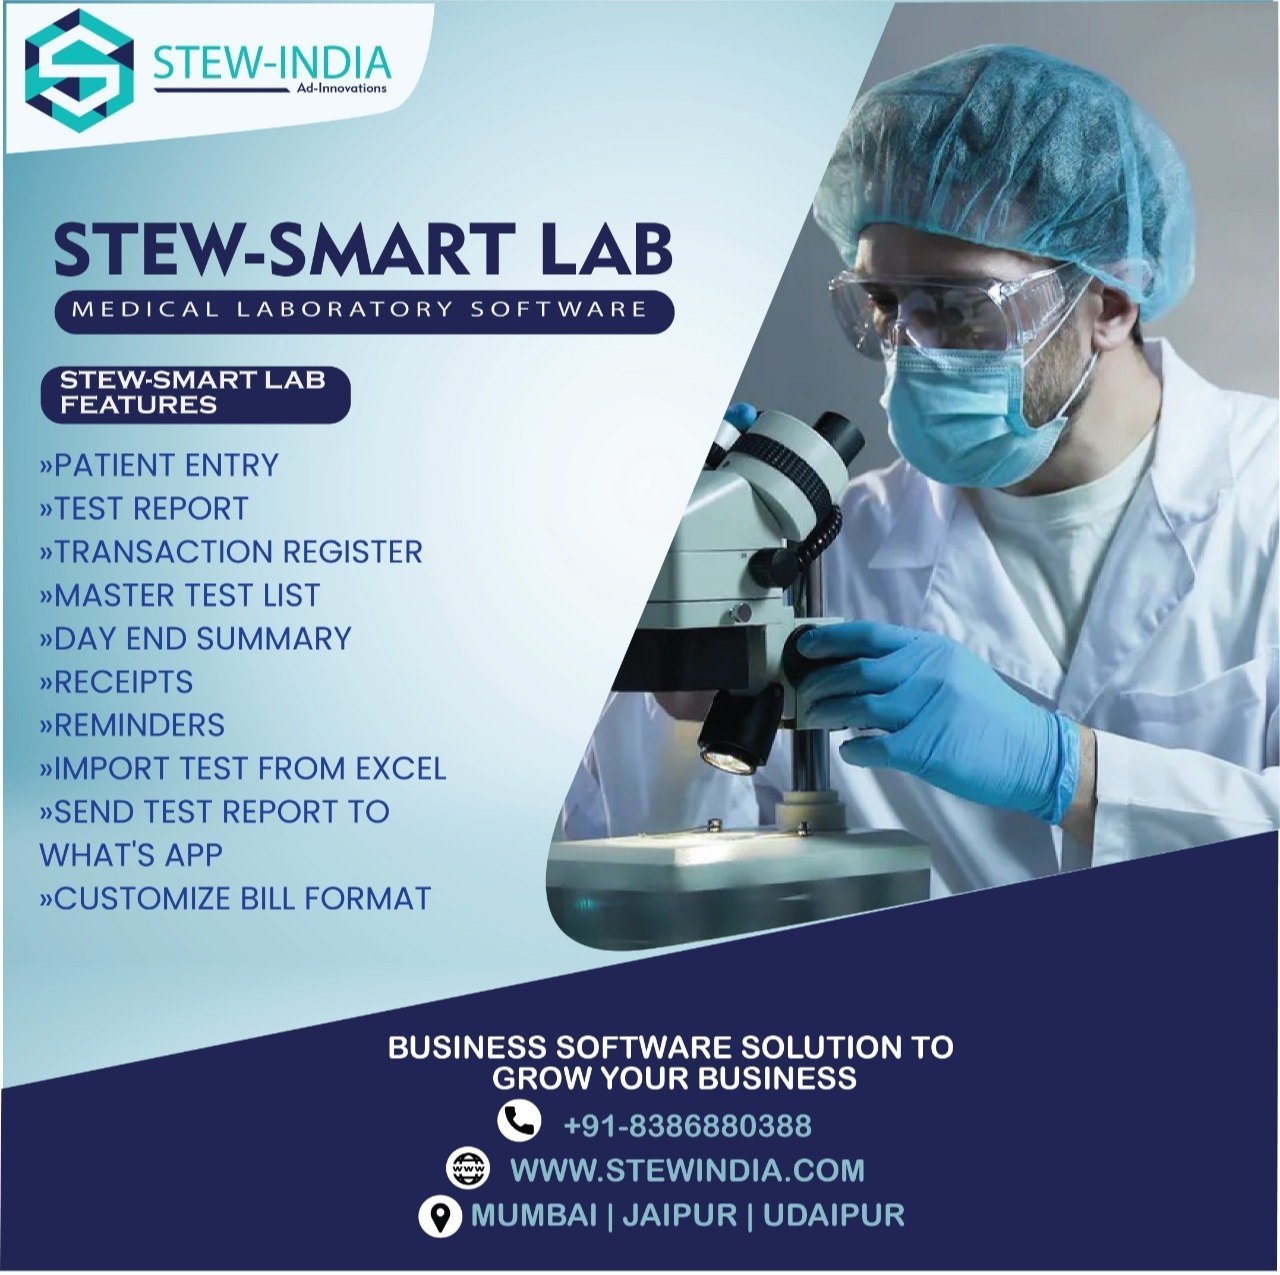 STEW-INDIA
Ad-Innovations
STEW-SMART LAB
MEDICAL LABORATORY SOFTWARE
STEW-SMART LAB
FEATURES
»PATIENT ENTRY
»TEST REPORT
»TRANSACTION REGISTER
»MASTER TEST LIST
»DAY END SUMMARY
»RECEIPTS
»REMINDERS
»IMPORT TEST FROM EXCEL
»SEND TEST REPORT TO
WHAT'S APP
»CUSTOMIZE BILL FORMAT
BUSINESS SOFTWARE SOLUTION TO
GROW YOUR BUSINESS
+91-8386880388
www WWW.STEWINDIA.COM
MUMBAI | JAIPUR | UDAIPUR